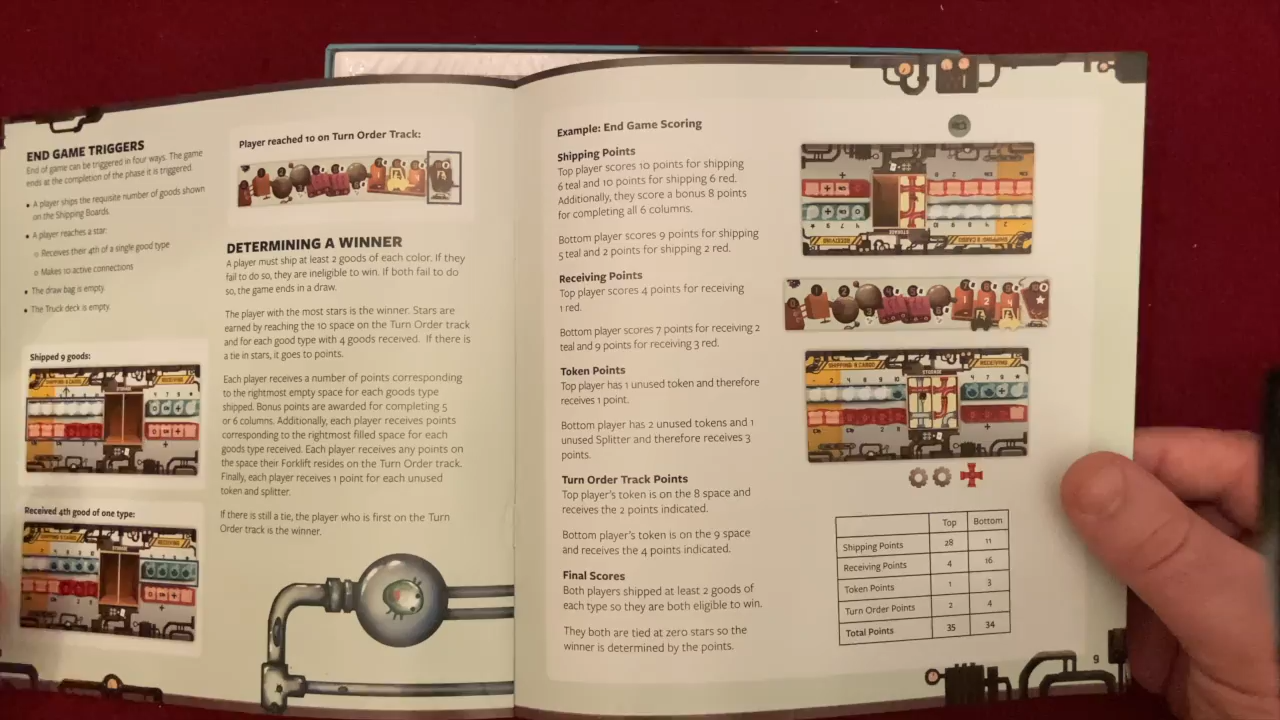 END GAME TRIGGERS
End of game can be triggered in four ways. The game
ends at the completion of the phase it is triggered.
• A player ships the requisite number of goods shown
on the Shipping Boards.
• A player reaches a star:
o Receives their 4th of a single good type
o Makes 10 active connections
• The draw bag is empty.
• The Truck deck is empty.
Shipped 9 goods:
Received 4th good of one type:
Player reached 10 on Turn Order Track:
DETERMINING A WINNER
A player must ship at least 2 goods of each color. If they
fail to do so, they are ineligible to win. If both fail to do
so, the game ends in a draw.
The player with the most stars is the winner. Stars are
earned by reaching the 10 space on the Turn Order track
and for each good type with 4 goods received. If there is
a tie in stars, it goes to points.
Each player receives a number of points corresponding
to the rightmost empty space for each goods type
shipped. Bonus points are awarded for completing 5
or 6 columns. Additionally, each player receives points
corresponding to the rightmost filled space for each
goods type received. Each player receives any points on
the space their Forklift resides on the Turn Order track.
Finally, each player receives 1 point for each unused
token and splitter.
If there is still a tie, the player who is first on the Turn
Order track is the winner.
Example: End Game Scoring
Shipping Points
Top player scores 10 points for shipping
6 teal and 10 points for shipping 6 red.
Additionally, they score a bonus 8 points
for completing all 6 columns.
Bottom player scores 9 points for shipping
5 teal and 2 points for shipping 2 red.
Receiving Points
Top player scores 4 points for receiving
1 red.
Bottom player scores 7 points for receiving 2
teal and 9 points for receiving 3 red.
Token Points
Top player has 1 unused token and therefore
receives 1 point.
Bottom player has 2 unused tokens and 1
unused Splitter and therefore receives 3
points.
Turn Order Track Points
Top player's token is on the 8 space and
receives the 2 points indicated.
Bottom player's token is on the 9 space
and receives the 4 points indicated.
Final Scores
Both players shipped at least 2 goods of
each type so they are both eligible to win.
They both are tied at zero stars so the
winner is determined by the points.
RECEIVING
STORAGE
SHIPPING & CARGO
SHIPPING & CARGO
STORAGE
RECEIVING
Top Bottom
Shipping Points 28 11
Receiving Points 4 16
Token Points 1 3
Turn Order Points 2 4
Total Points 35 34
9